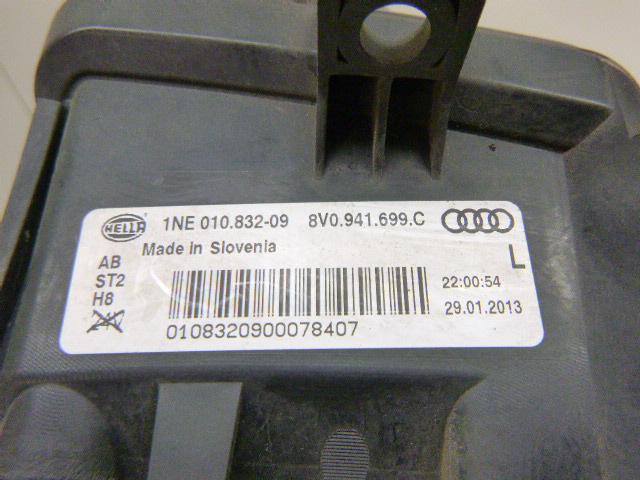 HELLA 1NE 010.832-09 8V0.941.699.C
Made in Slovenia
L
AB
ST2
H8
22:00:54
29.01.2013
0108320900078407